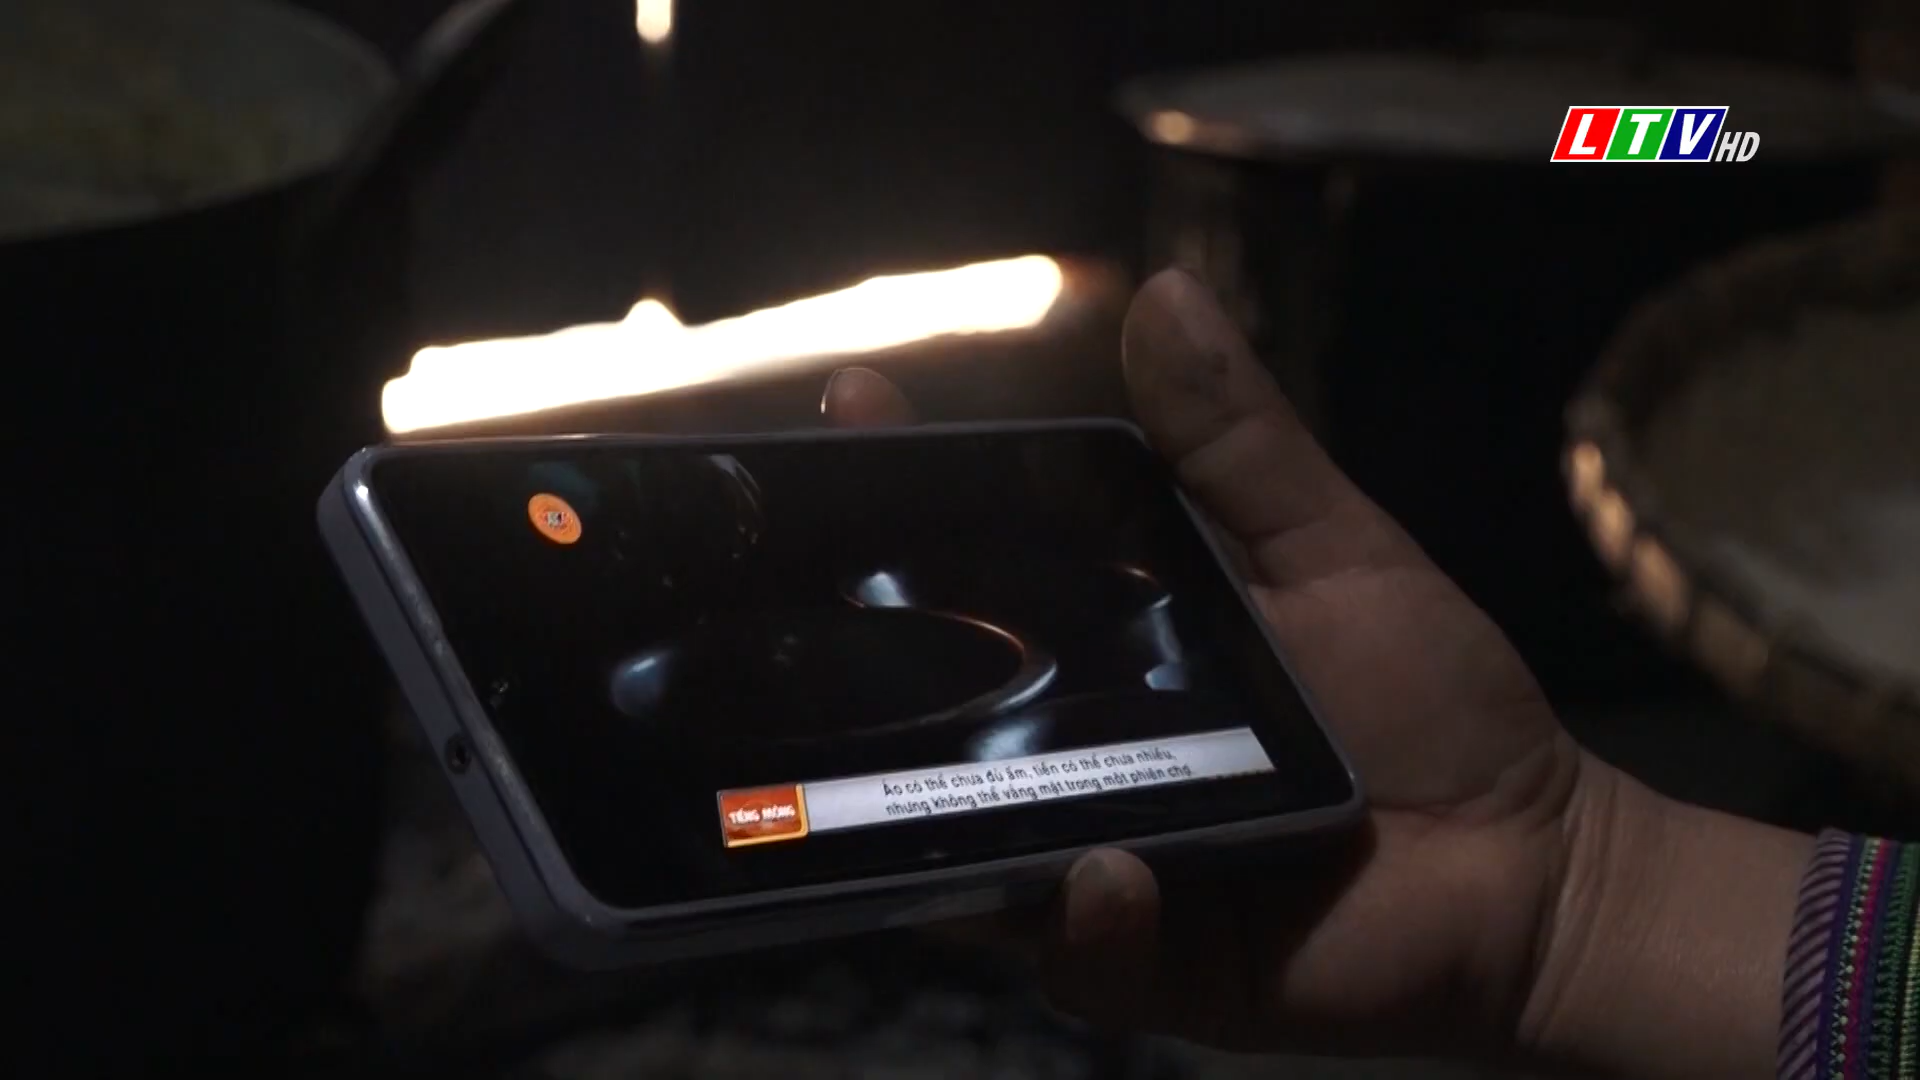 LTV HD
Áo có thể chưa đủ ấm, tiền có thể chưa nhiều,
nhưng không thể vắng mặt trong một phiên chợ.
TIẾNG MÔNG